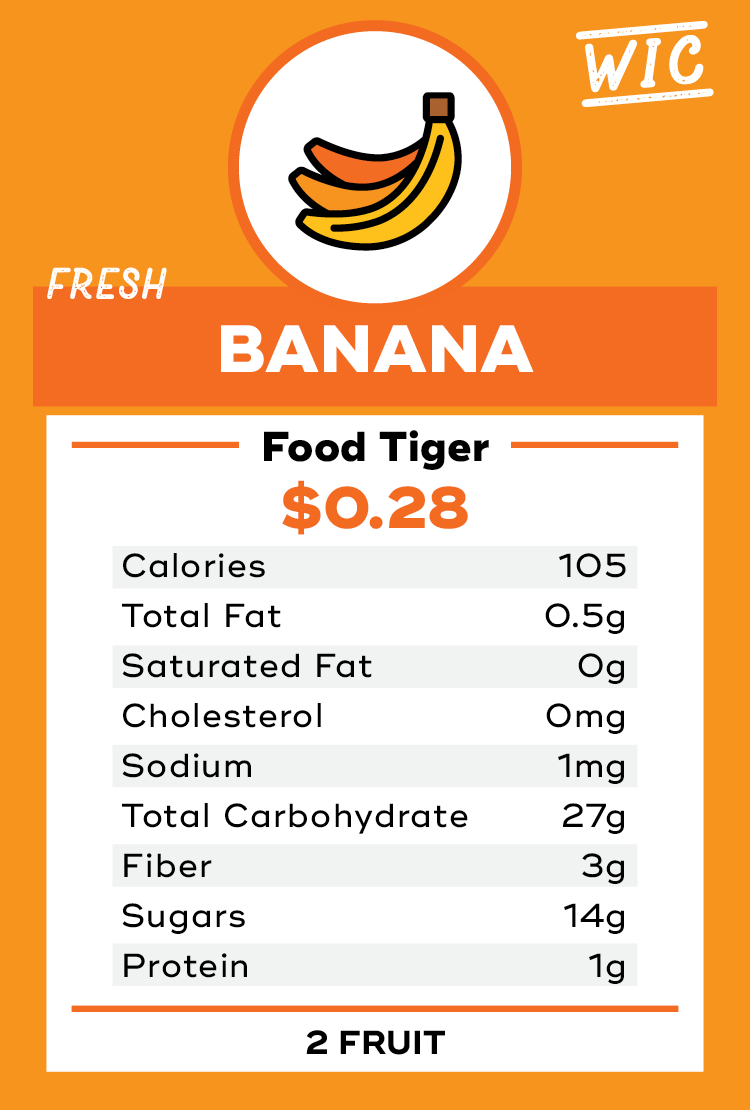 WIC
FRESH
BANANA
Food Tiger
$0.28
Calories 105
Total Fat 0.5g
Saturated Fat 0g
Cholesterol 0mg
Sodium 1mg
Total Carbohydrate 27g
Fiber 3g
Sugars 14g
Protein 1g
2 FRUIT